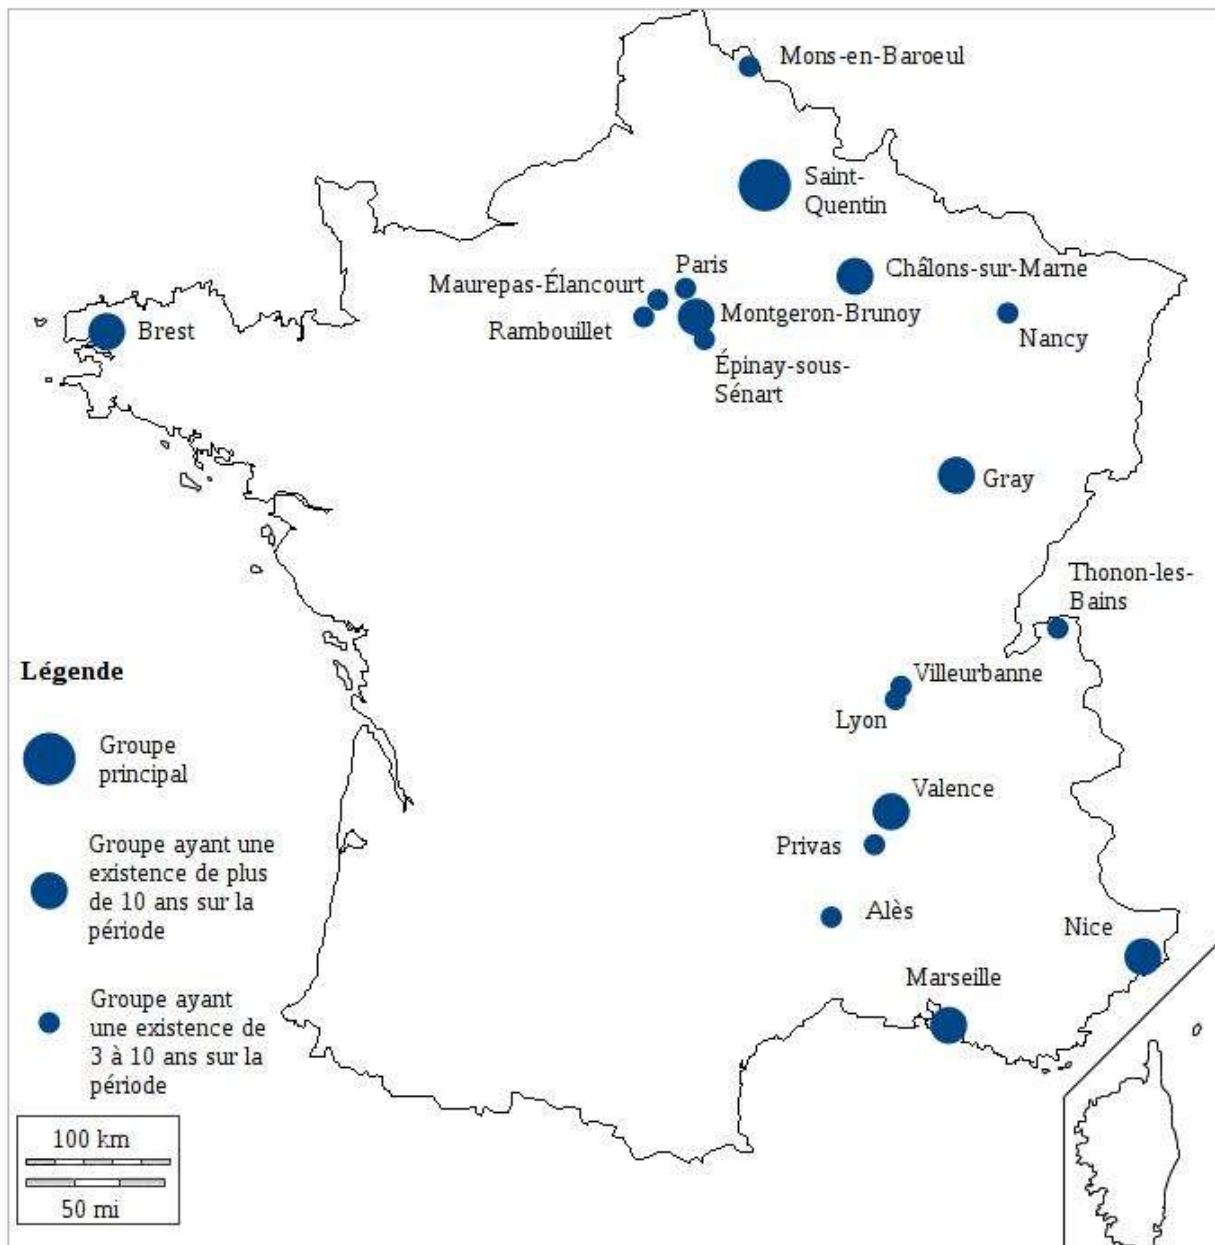 Mons-en-Baroeul
Saint-
Quentin
Paris
Châlons-sur-Marne
Maurepas-Élancourt
Rambouillet
Montgeron-Brunoy
Brest
Nancy
Épinay-sous-
Sénart
Gray
Thonon-les-
Bains
Villeurbanne
Lyon
Valence
Privas
Alès
Nice
Marseille
Légende
Groupe
principal
Groupe ayant une
existence de plus
de 10 ans sur la
période
Groupe ayant
une existence de
3 à 10 ans sur la
période
100 km
50 mi